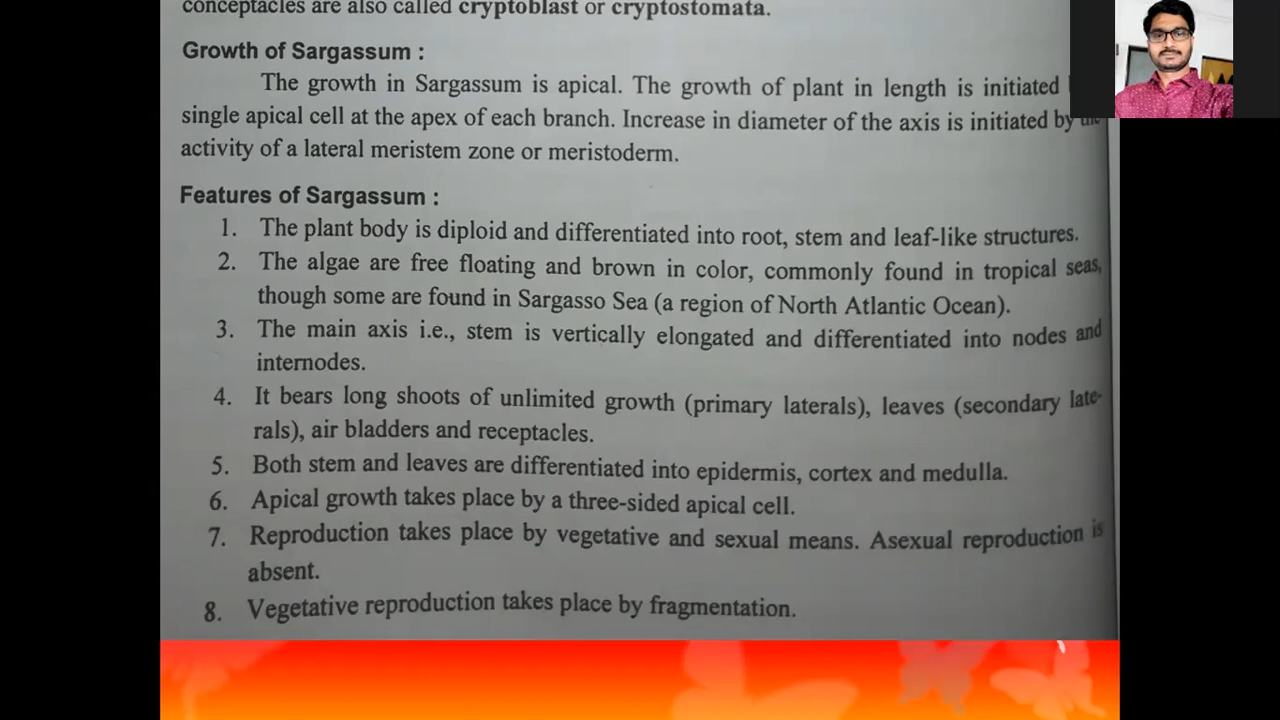 conceptacles are also called cryptoblast or cryptostomata.
Growth of Sargassum :
The growth in Sargassum is apical. The growth of plant in length is initiated
single apical cell at the apex of each branch. Increase in diameter of the axis is initiated by the
activity of a lateral meristem zone or meristoderm.
Features of Sargassum :
1. The plant body is diploid and differentiated into root, stem and leaf-like structures.
2. The algae are free floating and brown in color, commonly found in tropical seas,
though some are found in Sargasso Sea (a region of North Atlantic Ocean).
3. The main axis i.e., stem is vertically elongated and differentiated into nodes and
internodes.
4. It bears long shoots of unlimited growth (primary laterals), leaves (secondary late-
rals), air bladders and receptacles.
5. Both stem and leaves are differentiated into epidermis, cortex and medulla.
6. Apical growth takes place by a three-sided apical cell.
7. Reproduction takes place by vegetative and sexual means. Asexual reproduction is
absent.
8. Vegetative reproduction takes place by fragmentation.